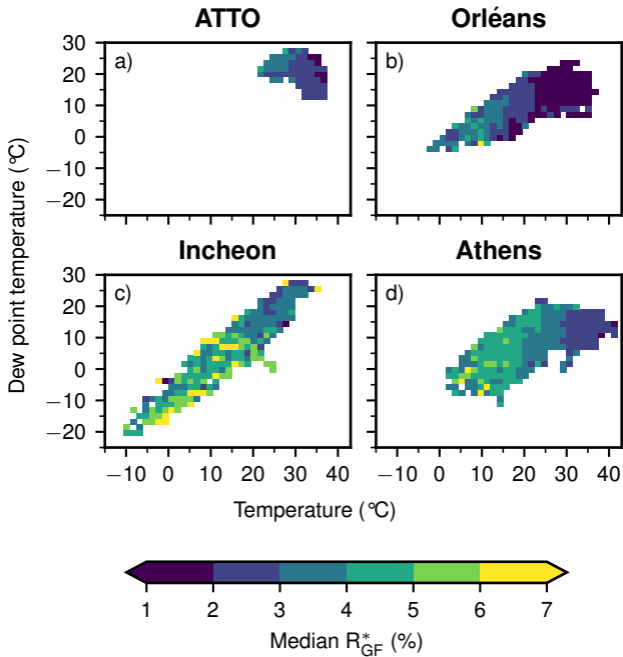 ATTO Orléans
30
20
10
0
−10
−20
a) b)
Incheon Athens
30
20
10
0
−10
−20
c) d)
−10 0 10 20 30 40 −10 0 10 20 30 40
Dew point temperature (°C)
Temperature (°C)
1 2 3 4 5 6 7
Median R*GF (%)